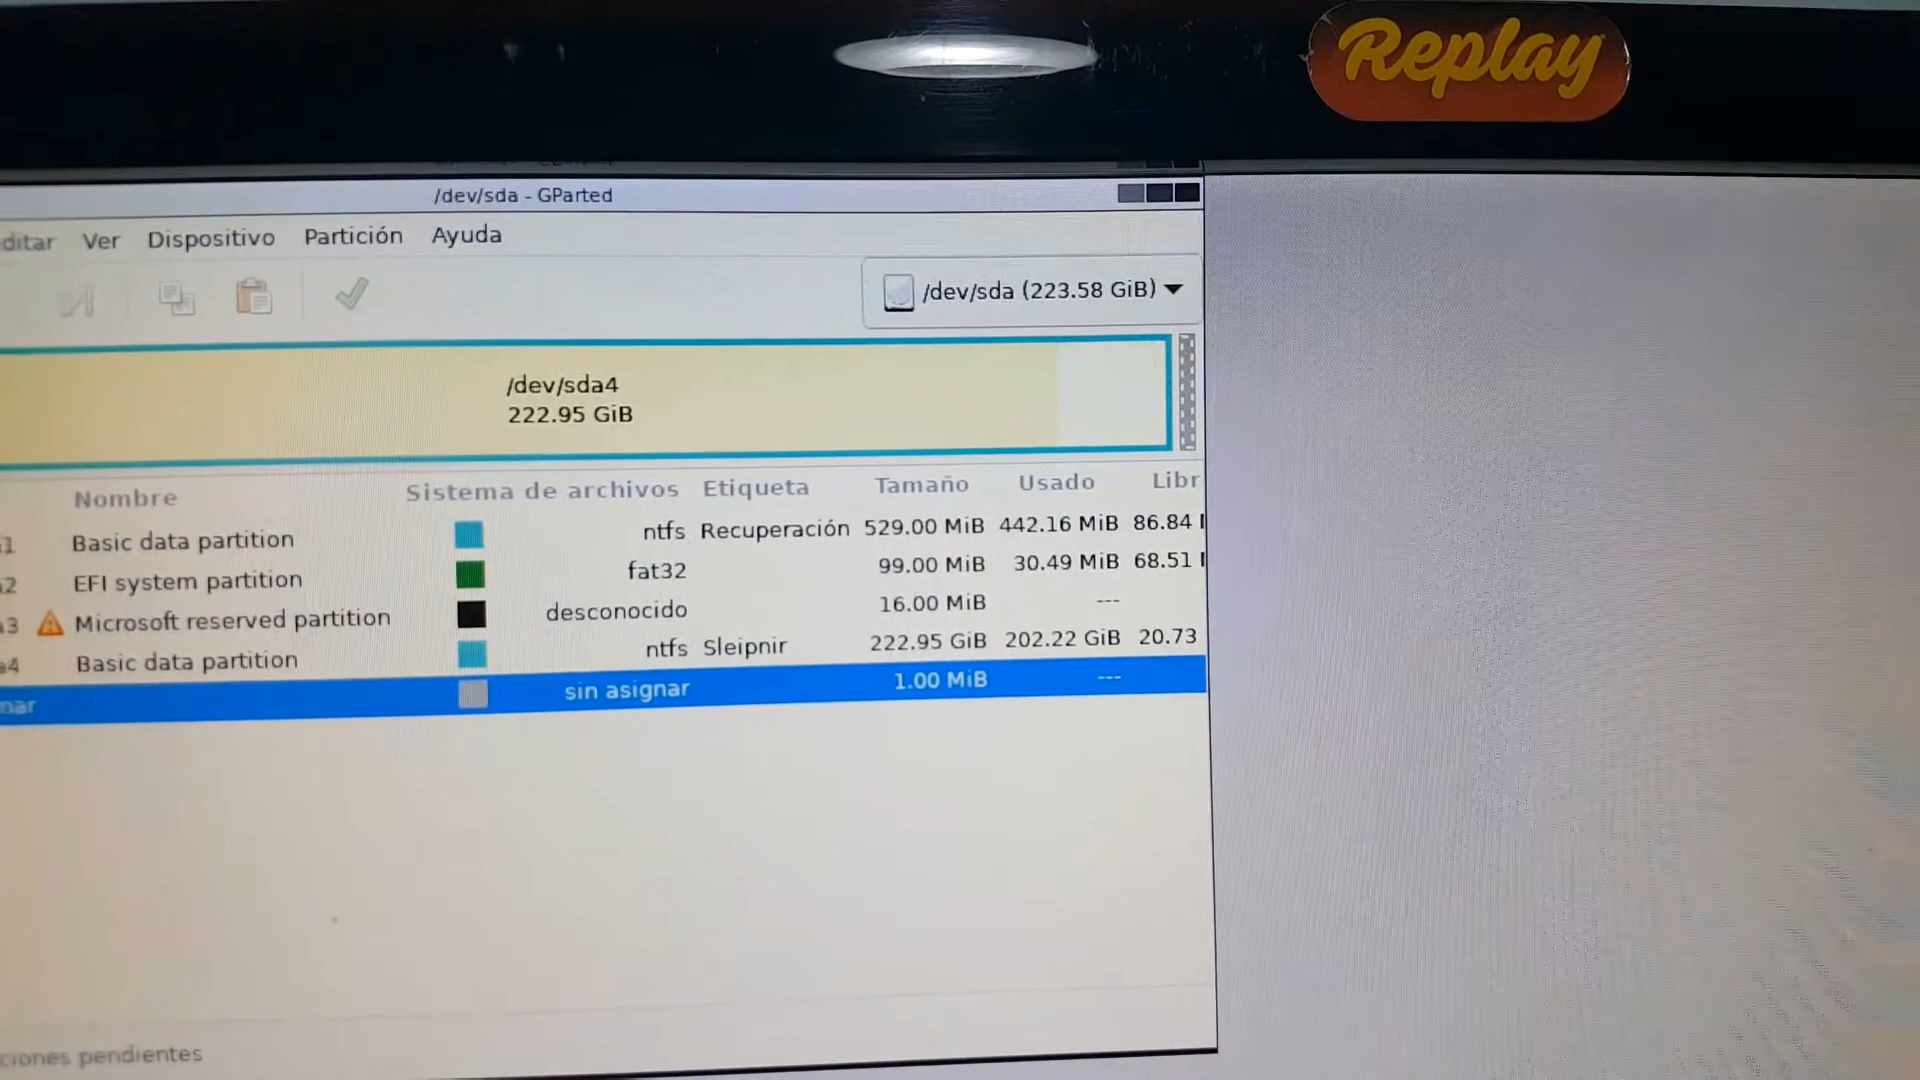 Replay
/dev/sda - GParted
ditar Ver Dispositivo Partición Ayuda
/dev/sda (223.58 GiB)
/dev/sda4
222.95 GiB
Nombre Sistema de archivos Etiqueta Tamaño Usado Libr
1 Basic data partition ntfs Recuperación 529.00 MiB 442.16 MiB 86.84
a2 EFI system partition fat32 99.00 MiB 30.49 MiB 68.51
a3 Microsoft reserved partition desconocido 16.00 MiB ---
a4 Basic data partition ntfs Sleipnir 222.95 GiB 202.22 GiB 20.73
nar sin asignar 1.00 MiB ---
ciones pendientes